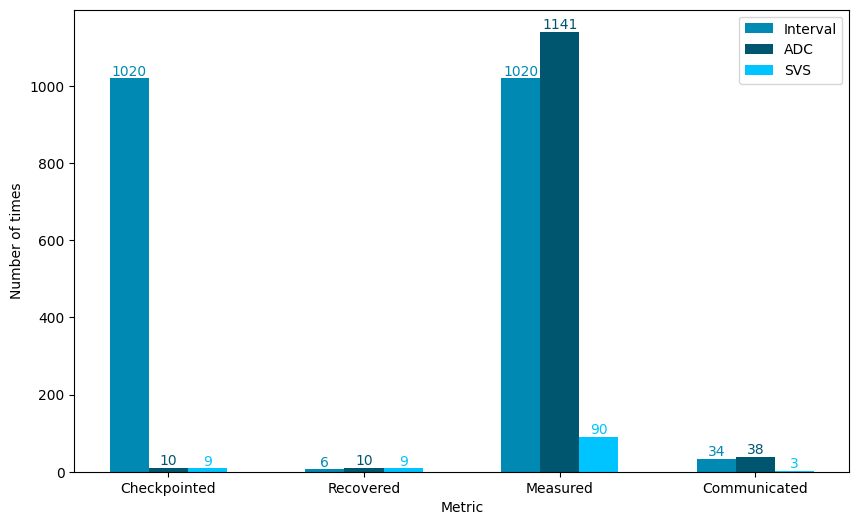 1141
Interval
ADC
SVS
1020
1020
1000
800
600
400
200
0
Number of times
10
9
6
10
9
90
34
38
3
Checkpointed
Recovered
Measured
Communicated
Metric